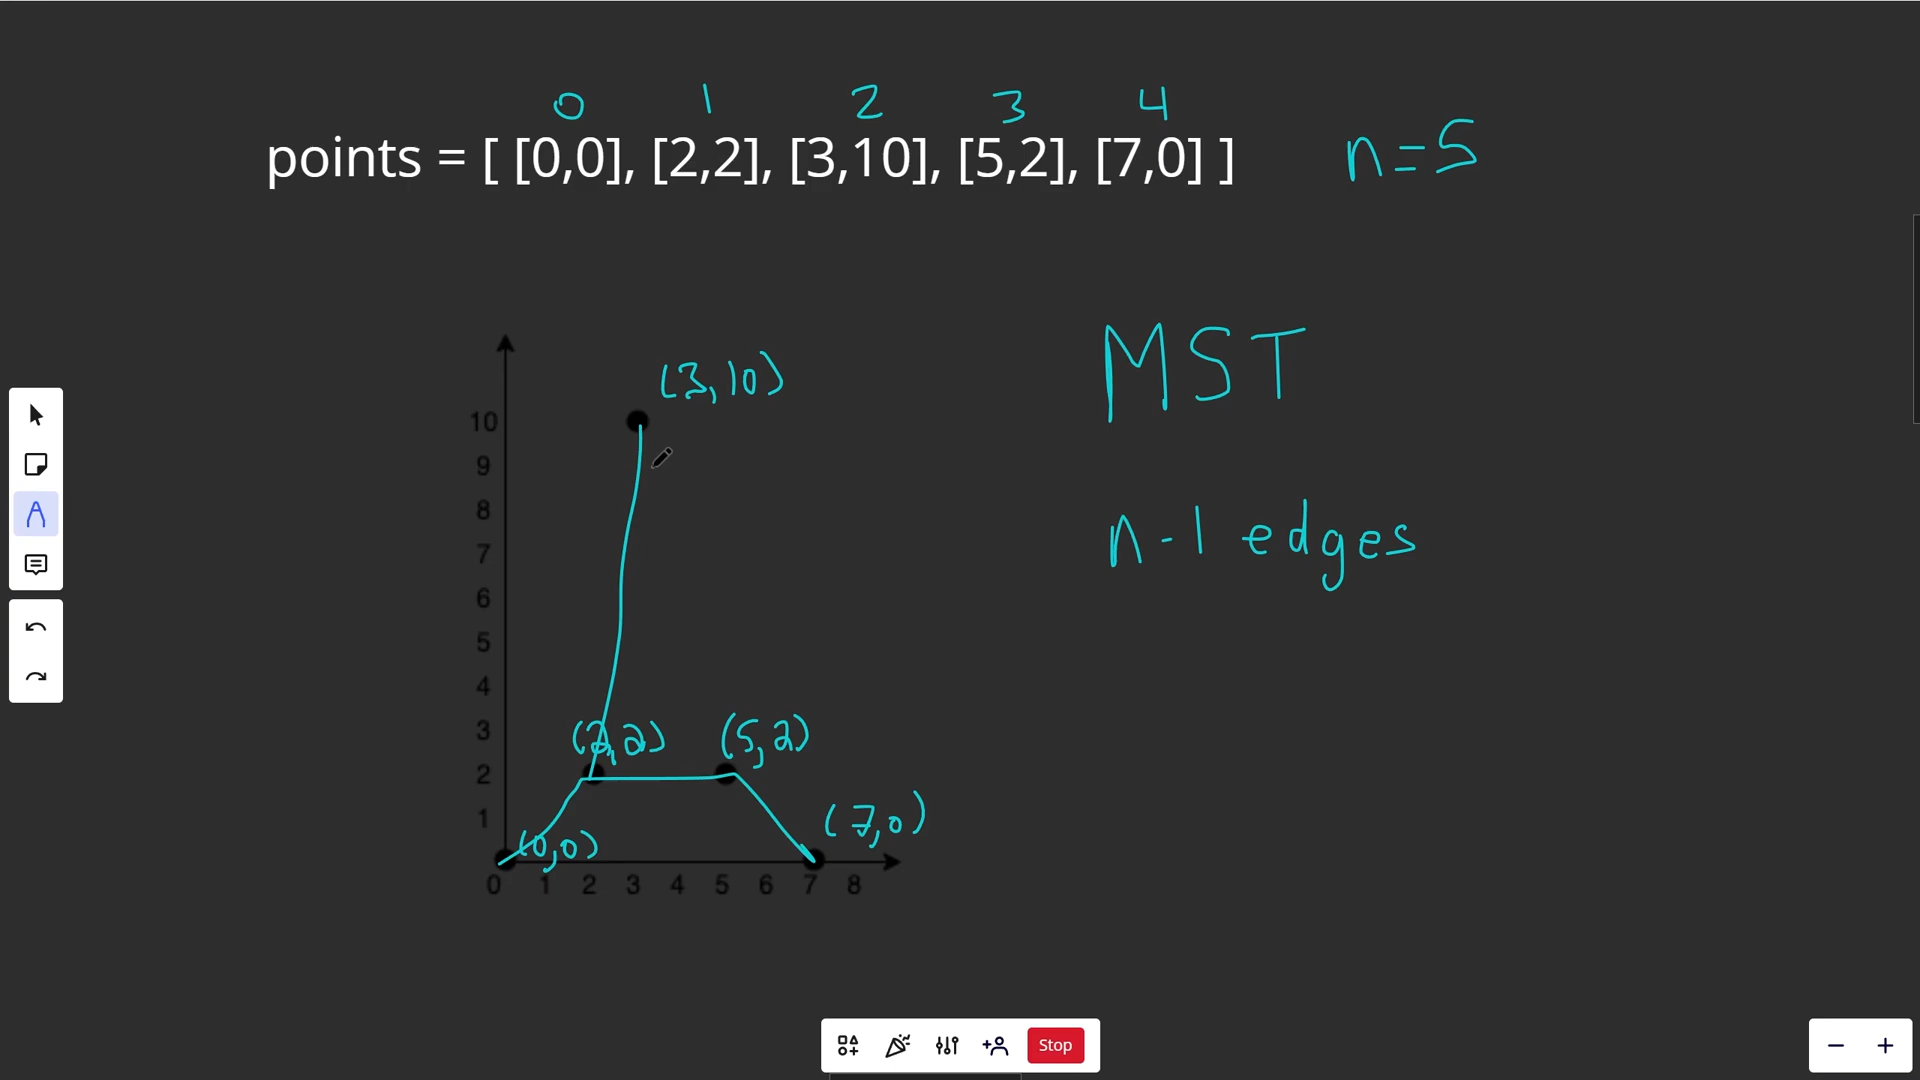 0 1 2 3 4
points = [ [0,0], [2,2], [3,10], [5,2], [7,0] ] n=5
MST
n-1 edges
(3,10)
10
9
8
7
6
5
4
3
2
1
(2,2) (5,2)
(7,0)
(0,0)
0 1 2 3 4 5 6 7 8
Stop